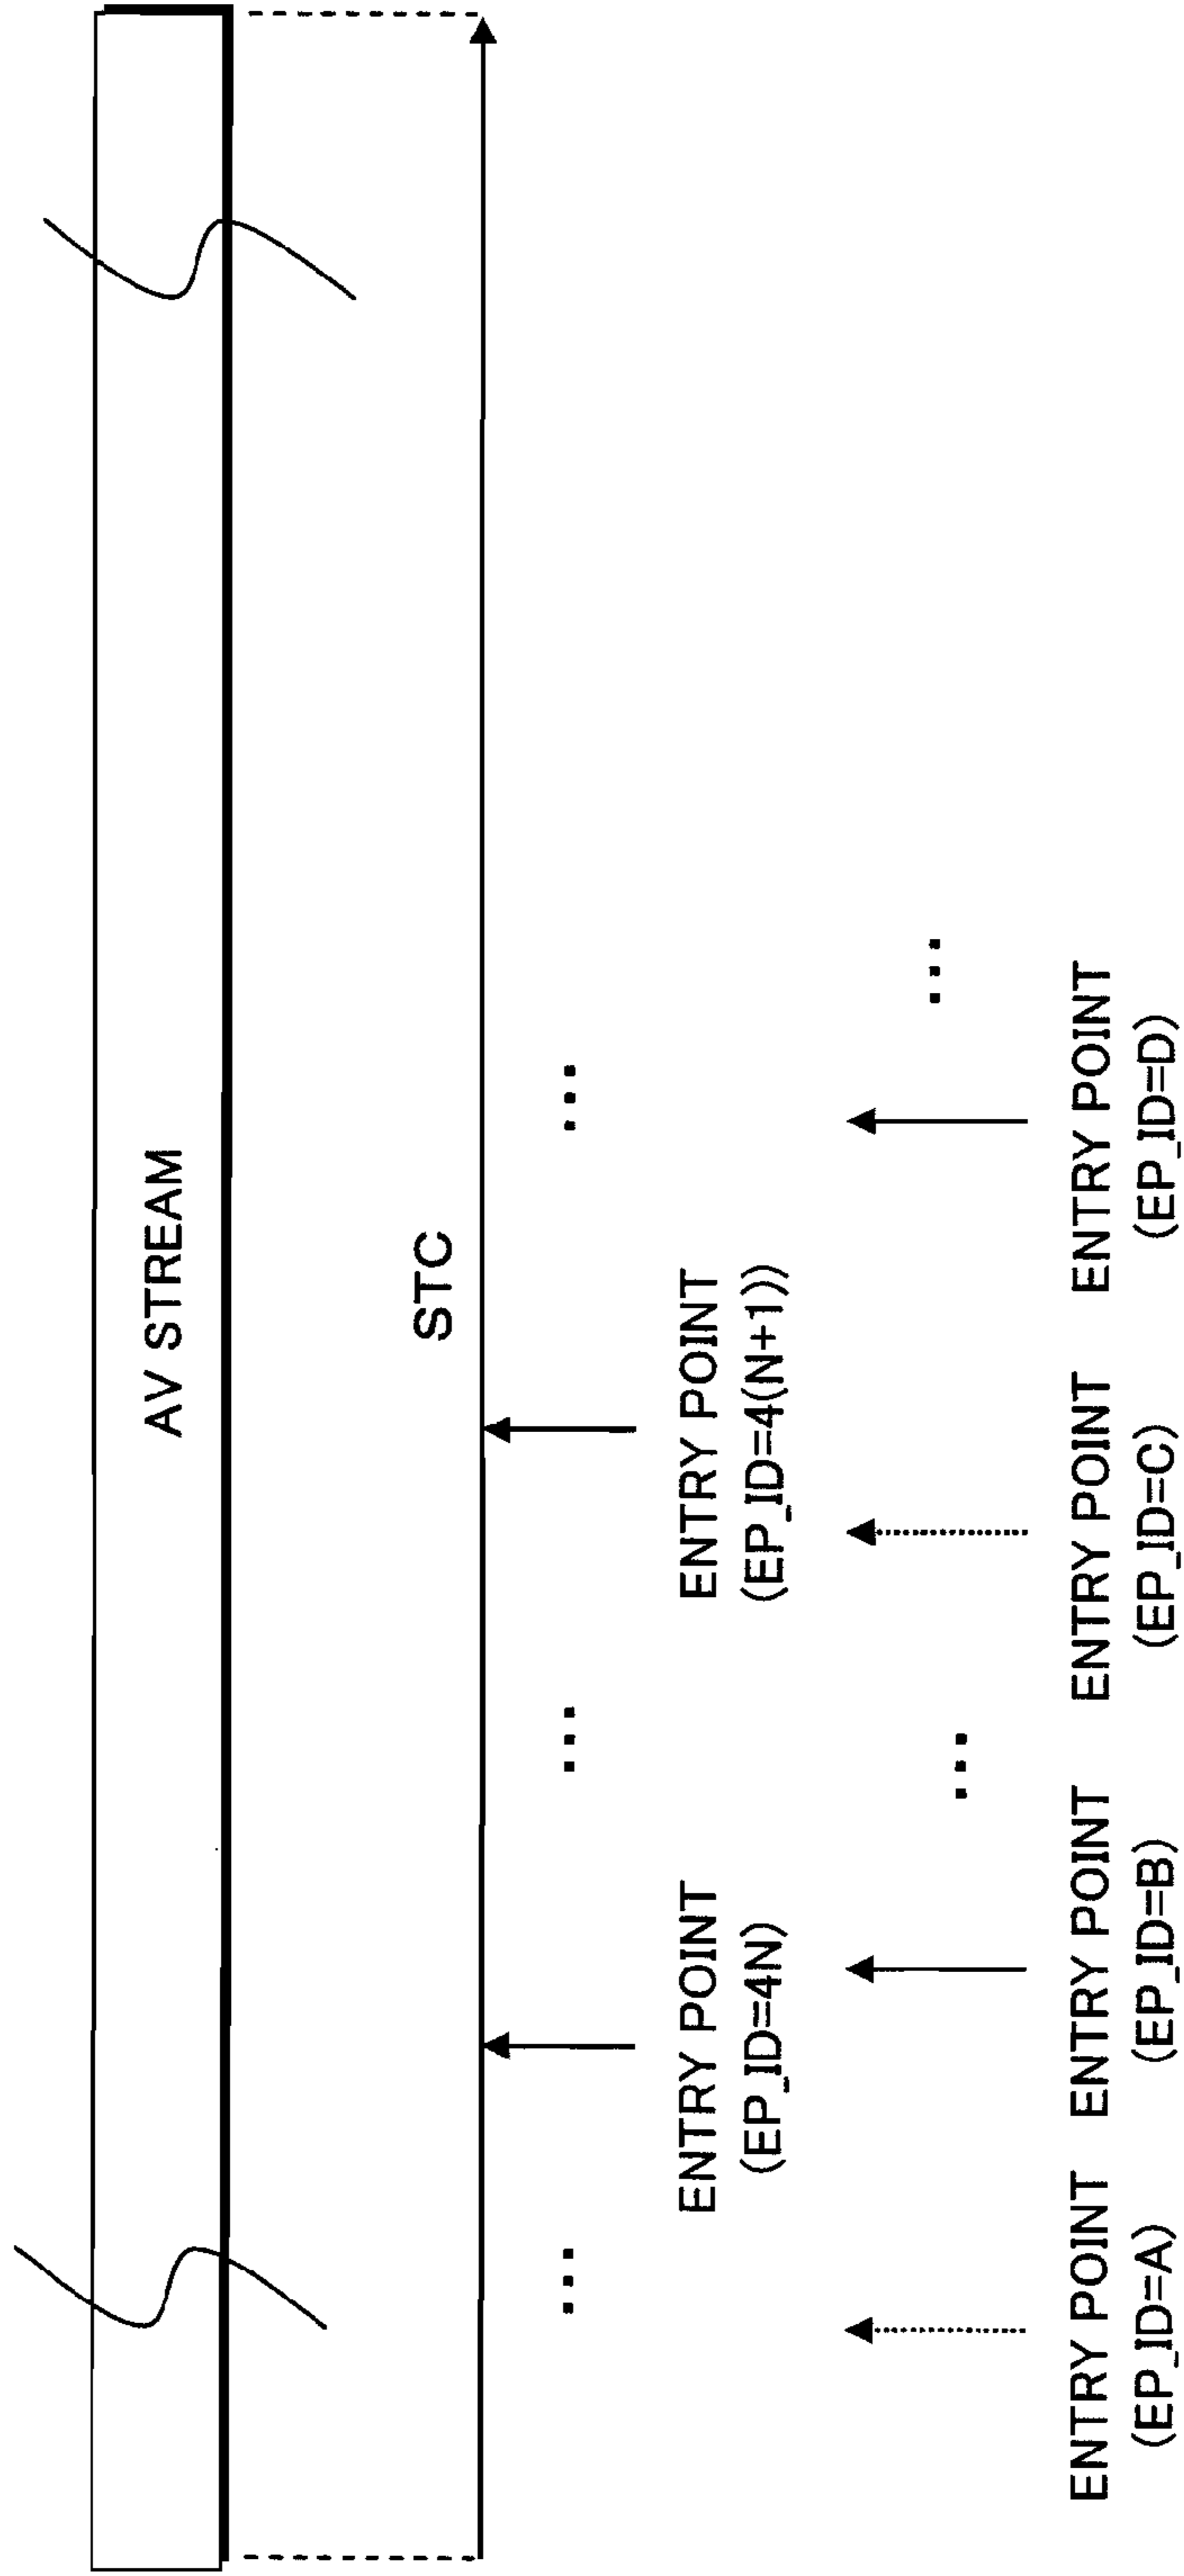 AV STREAM
STC
ENTRY POINT
(EP_ID=4N)
ENTRY POINT
(EP_ID=4(N+1))
ENTRY POINT
(EP_ID=A)
ENTRY POINT
(EP_ID=B)
ENTRY POINT
(EP_ID=C)
ENTRY POINT
(EP_ID=D)